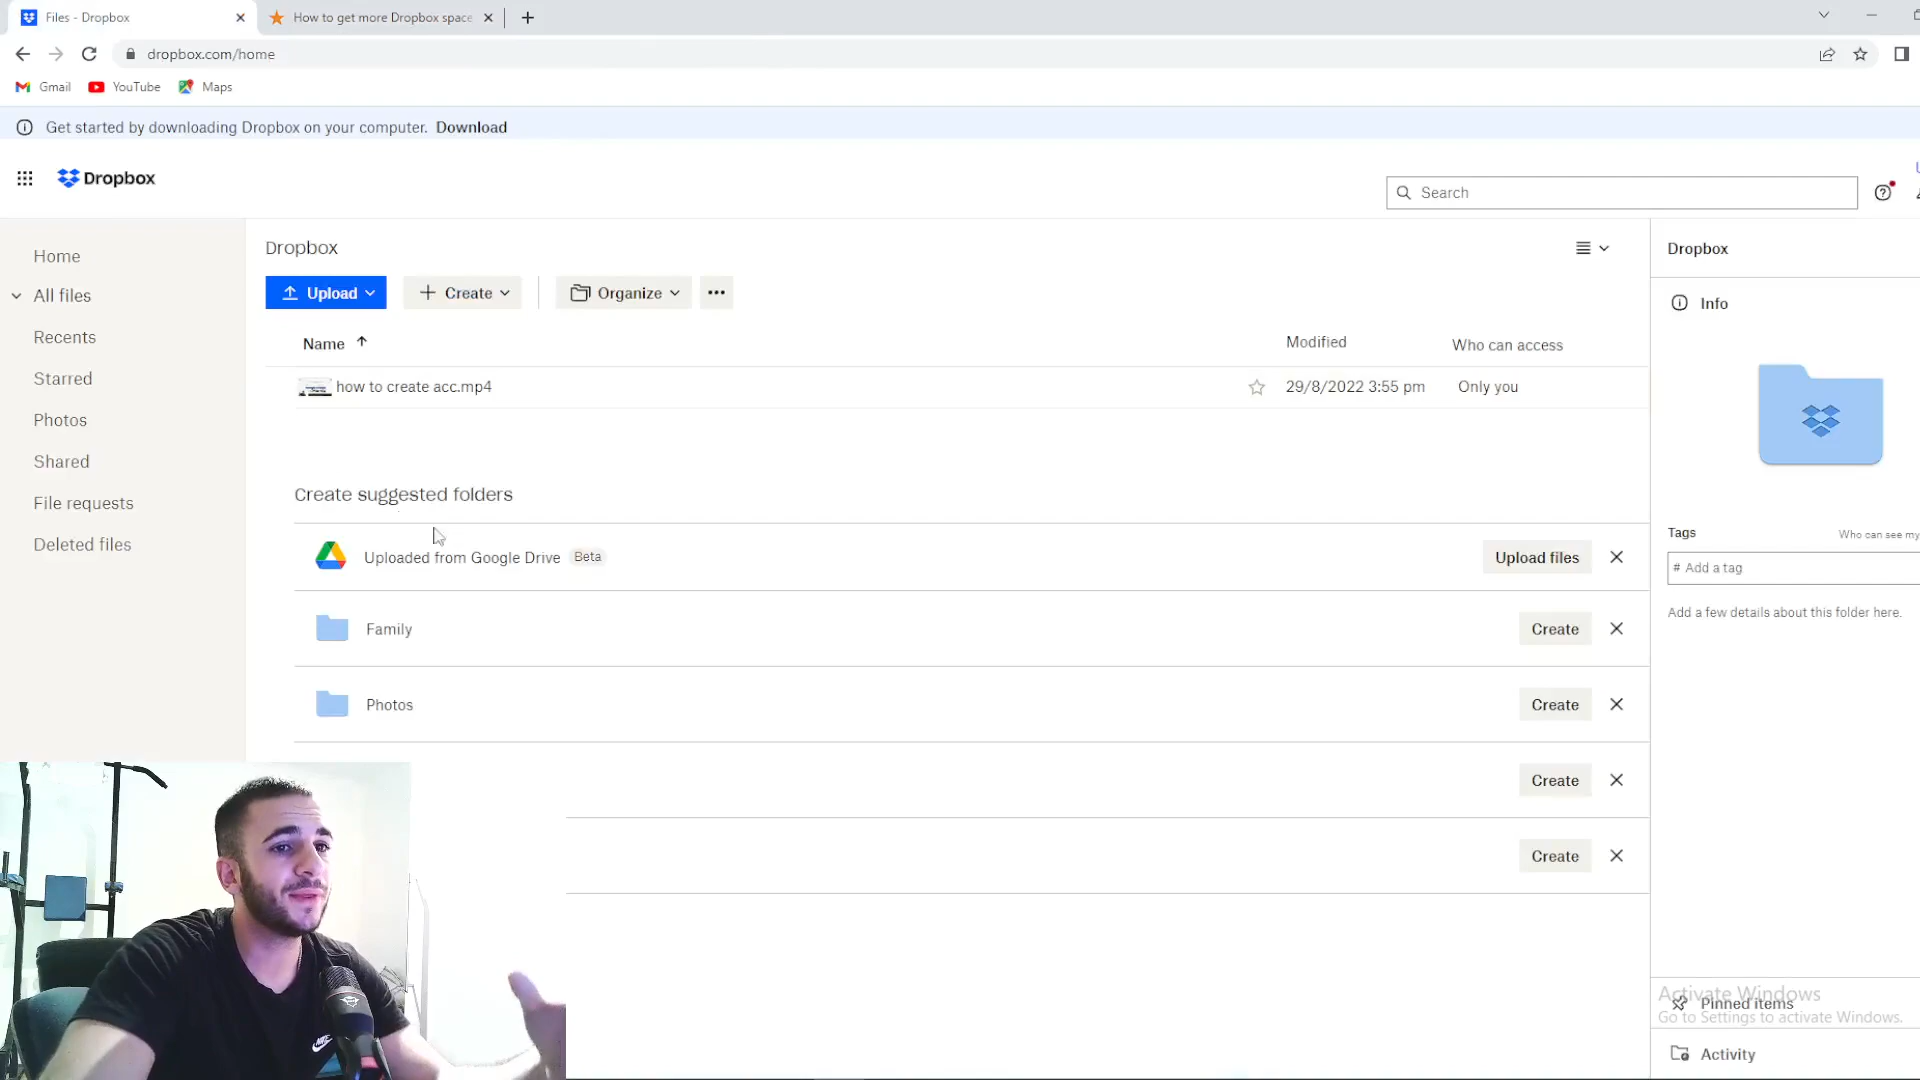 Files - Dropbox
How to get more Dropbox space
dropbox.com/home
Gmail
YouTube
Maps
Get started by downloading Dropbox on your computer. Download
Dropbox
Search
Home
All files
Recents
Starred
Photos
Shared
File requests
Deleted files
Dropbox
Upload
Create
Organize
Name
Modified
Who can access
how to create acc.mp4
29/8/2022 3:55 pm
Only you
Create suggested folders
Uploaded from Google Drive
Beta
Upload files
Family
Create
Photos
Create
Create
Create
Dropbox
Info
Tags
Who can see my
# Add a tag
Add a few details about this folder here.
Pinned items
Activate Windows
Go to Settings to activate Windows.
Activity